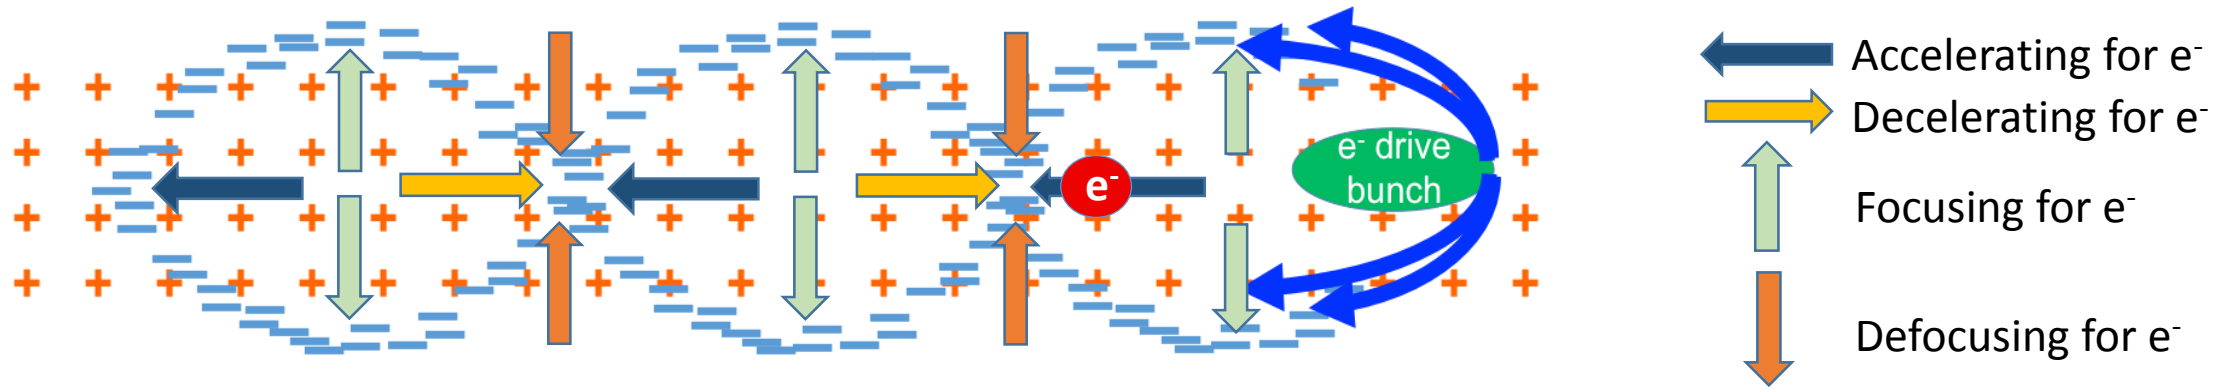 e⁻ drive
bunch
e⁻
Accelerating for e⁻
Decelerating for e⁻
Focusing for e⁻
Defocusing for e⁻